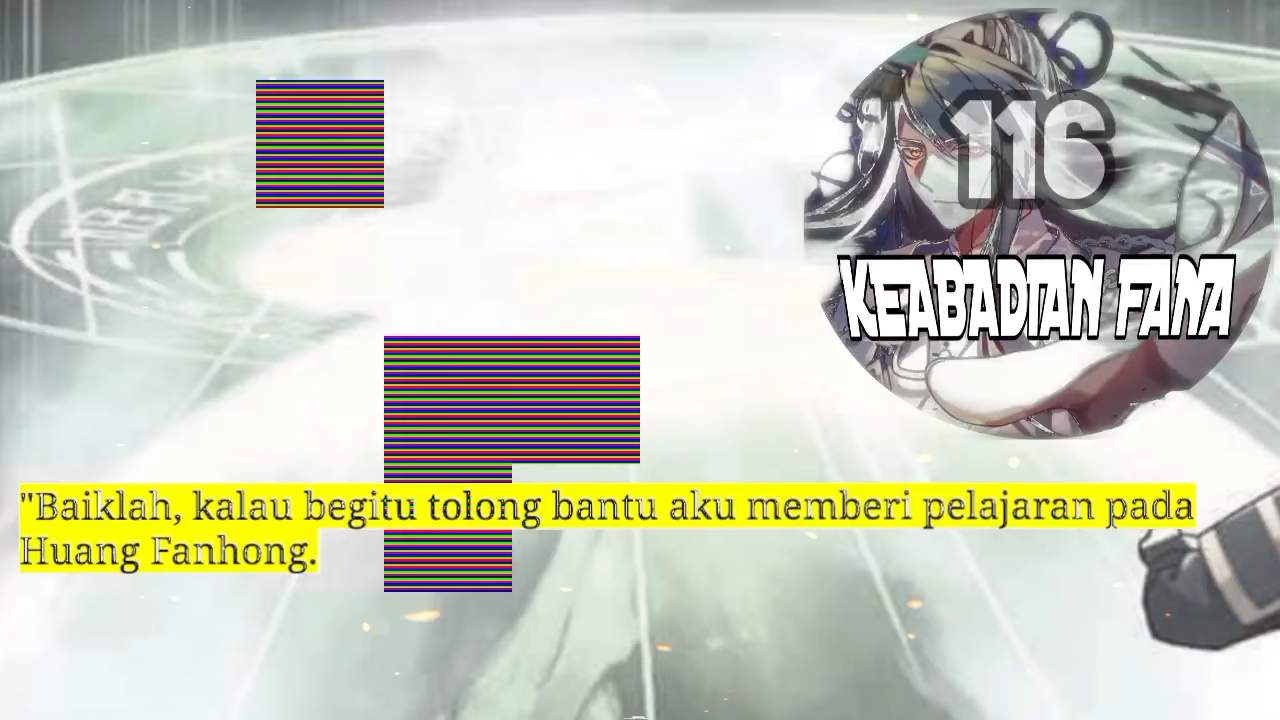 116
KEABADIAN FANA
"Baiklah, kalau begitu tolong bantu aku memberi pelajaran pada
Huang Fanhong.